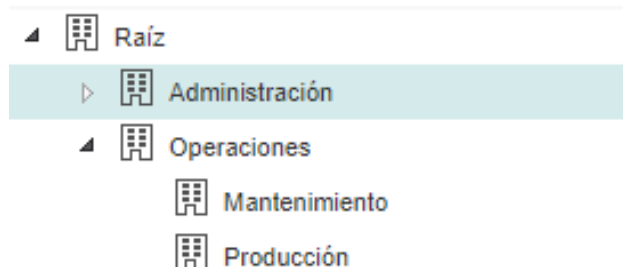 Raíz
Administración
Operaciones
Mantenimiento
Producción